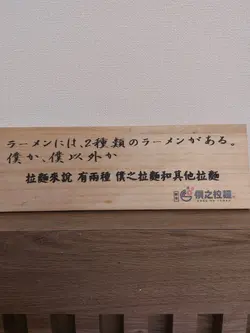 ラーメンには、2種類のラーメンがある。
僕か、僕以外か
拉麵來說 有兩種 僕之拉麵和其他拉麵
僕之拉麵